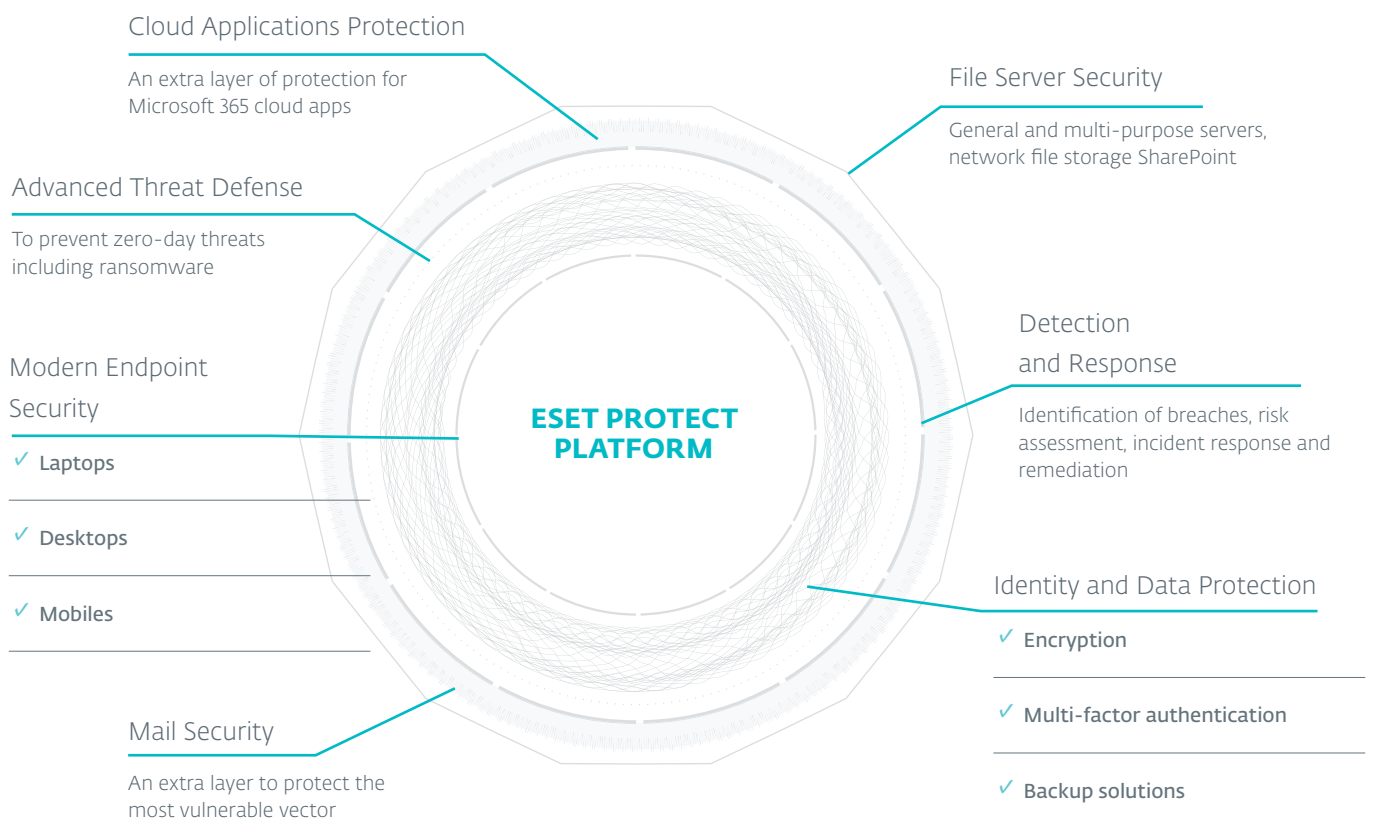 Cloud Applications Protection
An extra layer of protection for
Microsoft 365 cloud apps
File Server Security
General and multi-purpose servers,
network file storage SharePoint
Advanced Threat Defense
To prevent zero-day threats
including ransomware
Detection
and Response
Identification of breaches, risk
assessment, incident response and
remediation
Modern Endpoint
Security
✓ Laptops
✓ Desktops
✓ Mobiles
ESET PROTECT
PLATFORM
Identity and Data Protection
✓ Encryption
✓ Multi-factor authentication
✓ Backup solutions
Mail Security
An extra layer to protect the
most vulnerable vector